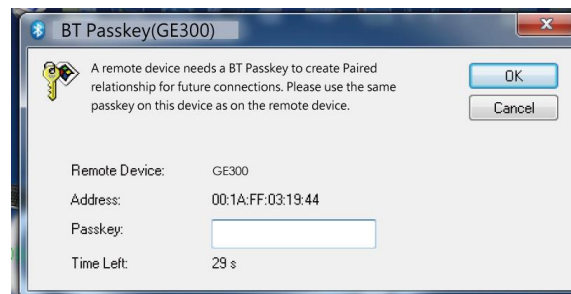 BT Passkey(GE300)
A remote device needs a BT Passkey to create Paired
relationship for future connections. Please use the same
passkey on this device as on the remote device.
OK
Cancel
Remote Device: GE300
Address: 00:1A:FF:03:19:44
Passkey:
Time Left: 29 s